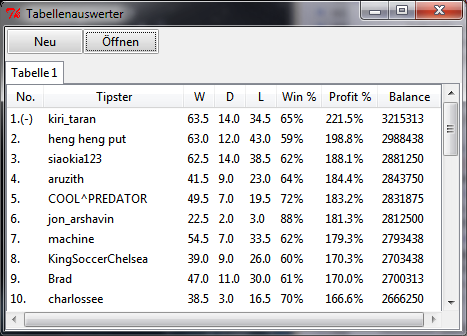 Tabellenauswerter
Neu Öffnen
Tabelle 1
No. Tipster W D L Win % Profit % Balance
1.(-) kiri_taran 63.5 14.0 34.5 65% 221.5% 3215313
2. heng heng put 63.0 12.0 43.0 59% 198.8% 2988438
3. siaokia123 62.5 14.0 38.5 62% 188.1% 2881250
4. aruzith 41.5 9.0 23.0 64% 184.4% 2843750
5. COOL^PREDATOR 49.5 7.0 19.5 72% 183.2% 2831875
6. jon_arshavin 22.5 2.0 3.0 88% 181.3% 2812500
7. machine 54.5 7.0 33.5 62% 179.3% 2793438
8. KingSoccerChelsea 39.0 9.0 26.0 60% 170.3% 2703438
9. Brad 47.0 11.0 30.0 61% 170.0% 2700313
10. charlossee 38.5 3.0 16.5 70% 166.6% 2666250